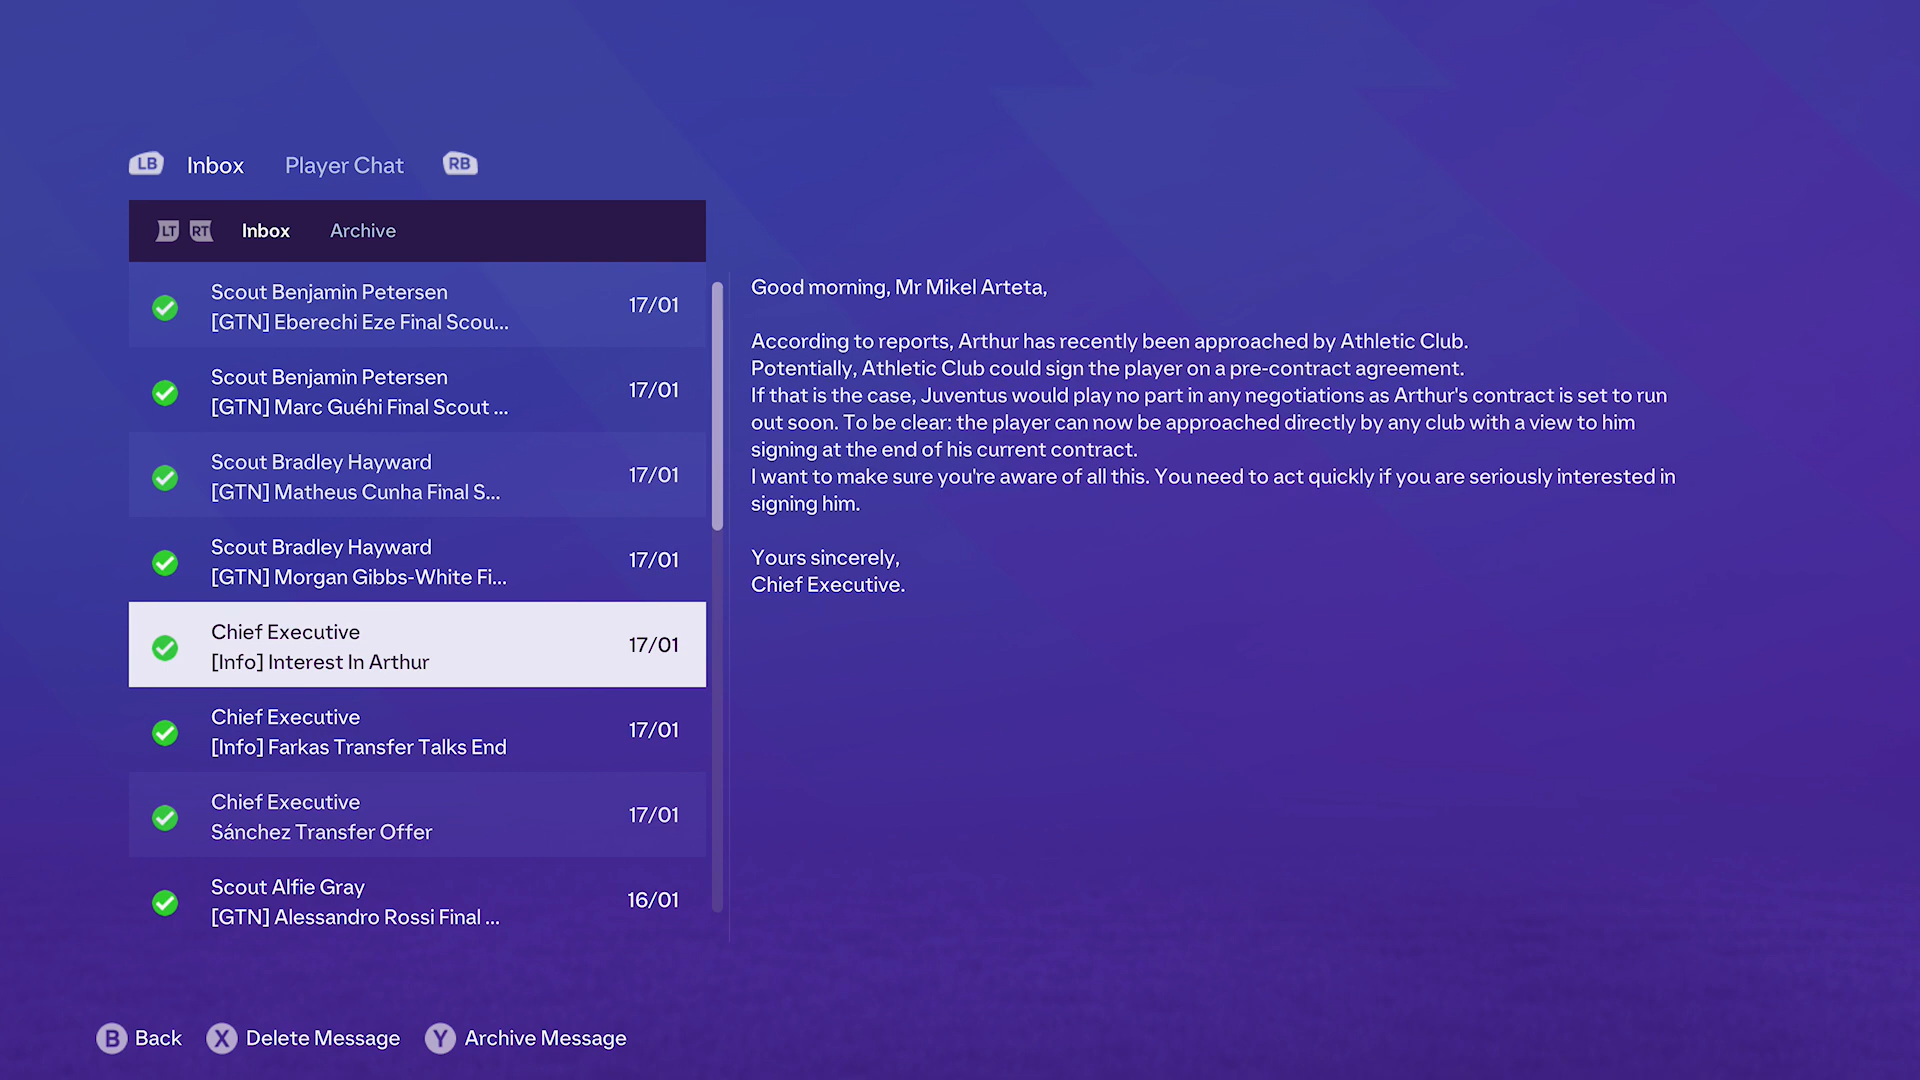 LB Inbox Player Chat RB
LT RT Inbox Archive
Scout Benjamin Petersen
[GTN] Eberechi Eze Final Scou...
17/01
Scout Benjamin Petersen
[GTN] Marc Guéhi Final Scout ...
17/01
Scout Bradley Hayward
[GTN] Matheus Cunha Final S...
17/01
Scout Bradley Hayward
[GTN] Morgan Gibbs-White Fi...
17/01
Chief Executive
[Info] Interest In Arthur
17/01
Chief Executive
[Info] Farkas Transfer Talks End
17/01
Chief Executive
Sánchez Transfer Offer
17/01
Scout Alfie Gray
[GTN] Alessandro Rossi Final ...
16/01
Good morning, Mr Mikel Arteta,
According to reports, Arthur has recently been approached by Athletic Club.
Potentially, Athletic Club could sign the player on a pre-contract agreement.
If that is the case, Juventus would play no part in any negotiations as Arthur's contract is set to run
out soon. To be clear: the player can now be approached directly by any club with a view to him
signing at the end of his current contract.
I want to make sure you're aware of all this. You need to act quickly if you are seriously interested in
signing him.
Yours sincerely,
Chief Executive.
B Back X Delete Message Y Archive Message